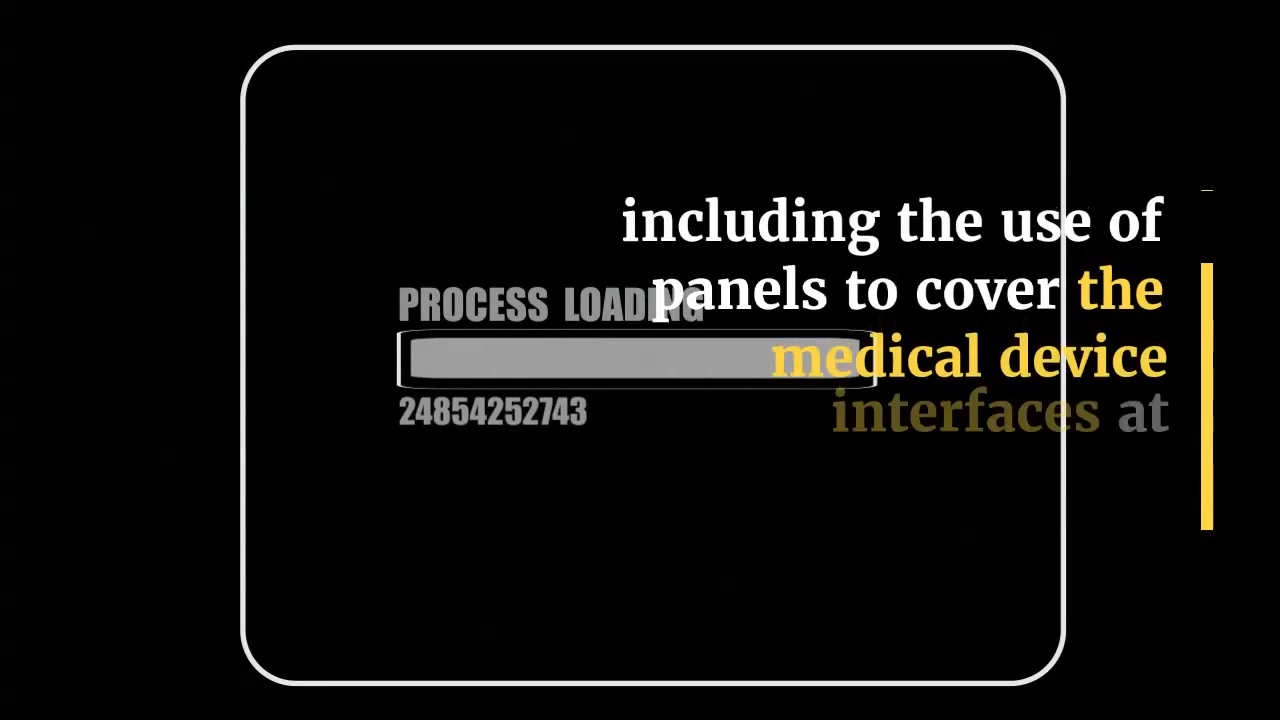 including the use of
panels to cover the
medical device
interfaces at
PROCESS LOADING
24854252743